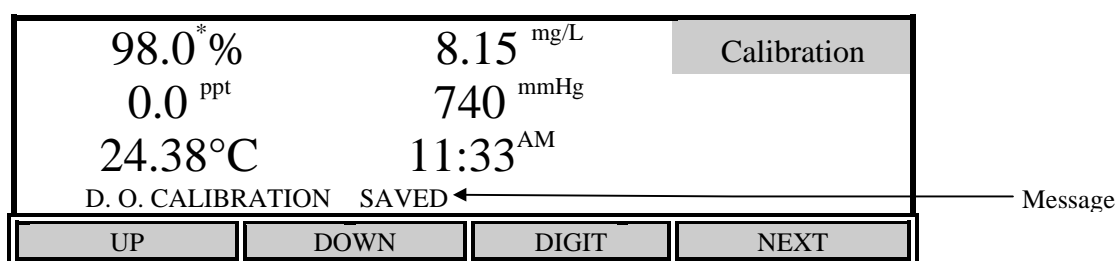 98.0*% 8.15 mg/L Calibration
0.0 ppt 740 mmHg
24.38°C 11:33AM
D. O. CALIBRATION SAVED Message
UP DOWN DIGIT NEXT